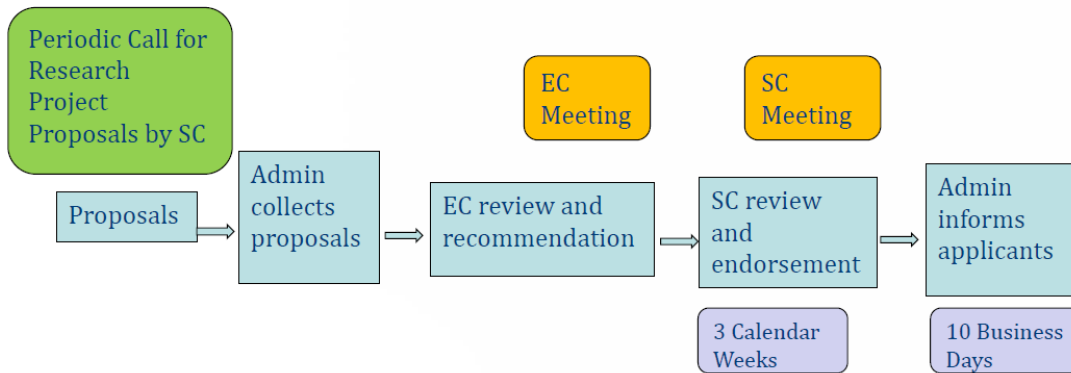 Periodic Call for
Research
Project
Proposals by SC
EC
Meeting
SC
Meeting
Proposals
Admin
collects
proposals
EC review and
recommendation
SC review
and
endorsement
Admin
informs
applicants
3 Calendar
Weeks
10 Business
Days